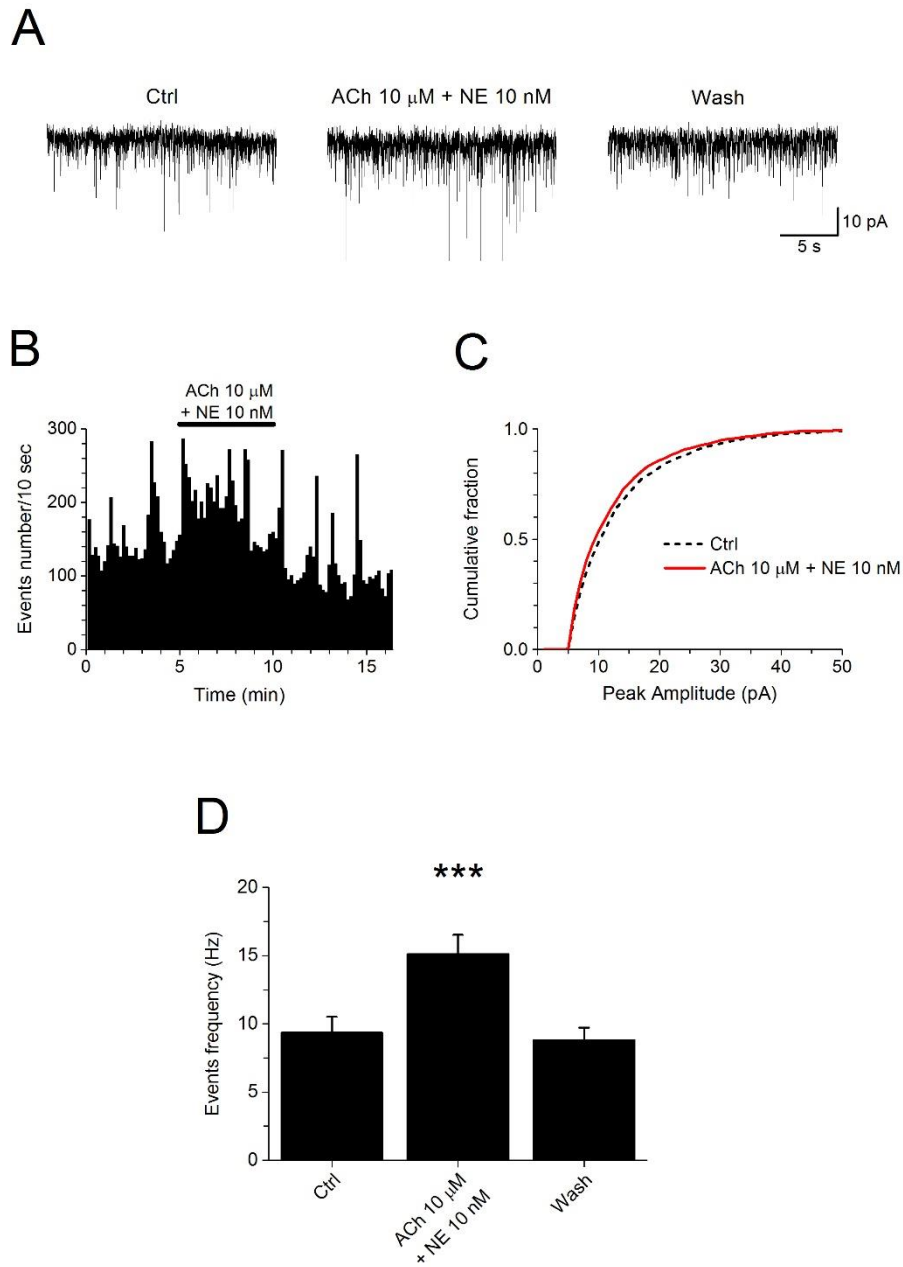 A
Ctrl
ACh 10 μM + NE 10 nM
Wash
10 pA
5 s
B
ACh 10 μM
+ NE 10 nM
300
200
100
0
Events number/10 sec
0 5 10 15
Time (min)
C
1.0
0.5
0.0
Cumulative fraction
Ctrl
ACh 10 μM + NE 10 nM
0 10 20 30 40 50
Peak Amplitude (pA)
D
***
20
15
10
5
0
Events frequency (Hz)
Ctrl
ACh 10 μM
+ NE 10 nM
Wash